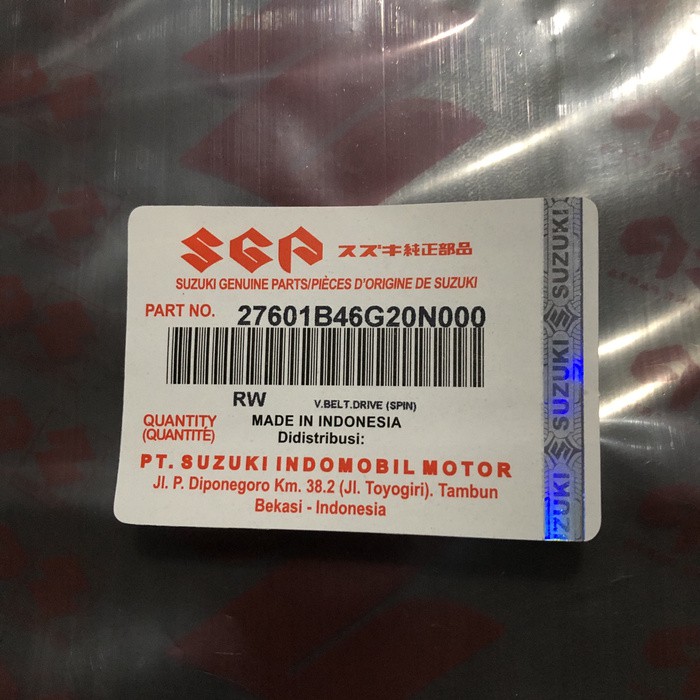 SGP スズキ純正部品
SUZUKI GENUINE PARTS/PIÈCES D'ORIGINE DE SUZUKI
PART NO. 27601B46G20N000
RW V.BELT.DRIVE (SPIN)
QUANTITY MADE IN INDONESIA
(QUANTITÉ) Didistribusi:
PT. SUZUKI INDOMOBIL MOTOR
Jl. P. Diponegoro Km. 38.2 (Jl. Toyogiri). Tambun
Bekasi - Indonesia
SUZUKI
SUZUKI
UZUKI